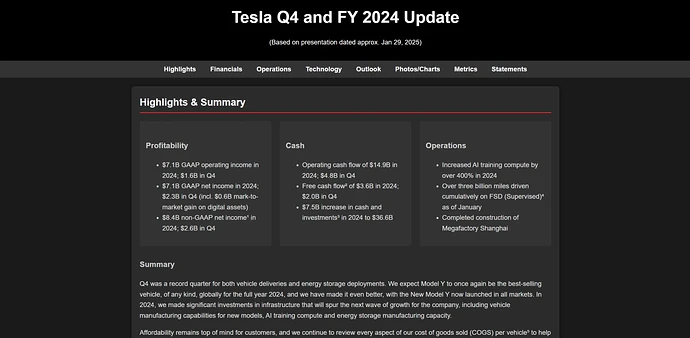 Tesla Q4 and FY 2024 Update
(Based on presentation dated approx. Jan 29, 2025)
Highlights Financials Operations Technology Outlook Photos/Charts Metrics Statements
Highlights & Summary
Profitability
• $7.1B GAAP operating income in
2024; $1.6B in Q4
• $7.1B GAAP net income in 2024;
$2.3B in Q4 (incl. $0.6B mark-to-
market gain on digital assets)
• $8.4B non-GAAP net income¹ in
2024; $2.6B in Q4
Cash
• Operating cash flow of $14.9B in
2024; $4.8B in Q4
• Free cash flow² of $3.6B in 2024;
$2.0B in Q4
• $7.5B increase in cash and
investments³ in 2024 to $36.6B
Operations
• Increased AI training compute by
over 400% in 2024
• Over three billion miles driven
cumulatively on FSD (Supervised)⁴
as of January
• Completed construction of
Megafactory Shanghai
Summary
Q4 was a record quarter for both vehicle deliveries and energy storage deployments. We expect Model Y to once again be the best-selling
vehicle, of any kind, globally for the full year 2024, and we have made it even better, with the New Model Y now launched in all markets. In
2024, we made significant investments in infrastructure that will spur the next wave of growth for the company, including vehicle
manufacturing capabilities for new models, AI training compute and energy storage manufacturing capacity.
Affordability remains top of mind for customers, and we continue to review every aspect of our cost of goods sold (COGS) per vehicle⁵ to help